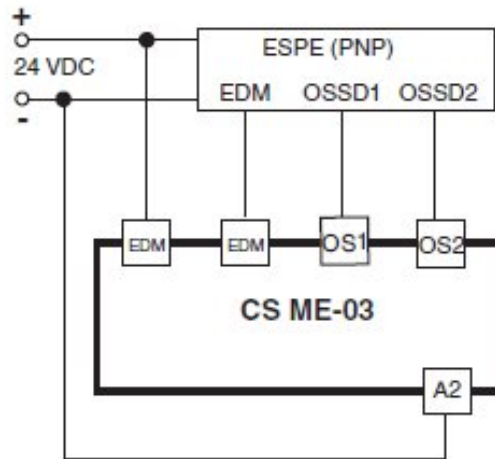 +
ESPE (PNP)
24 VDC
EDM OSSD1 OSSD2
-
EDM EDM OS1 OS2
CS ME-03
A2